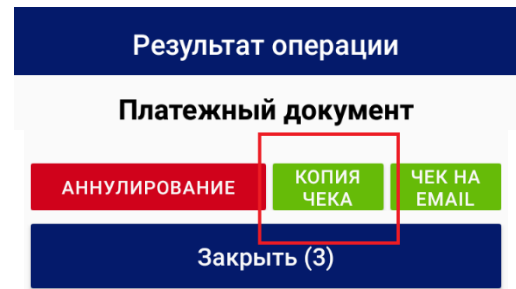 Результат операции
Платежный документ
АННУЛИРОВАНИЕ
КОПИЯ
ЧЕКА
ЧЕК НА
EMAIL
Закрыть (3)